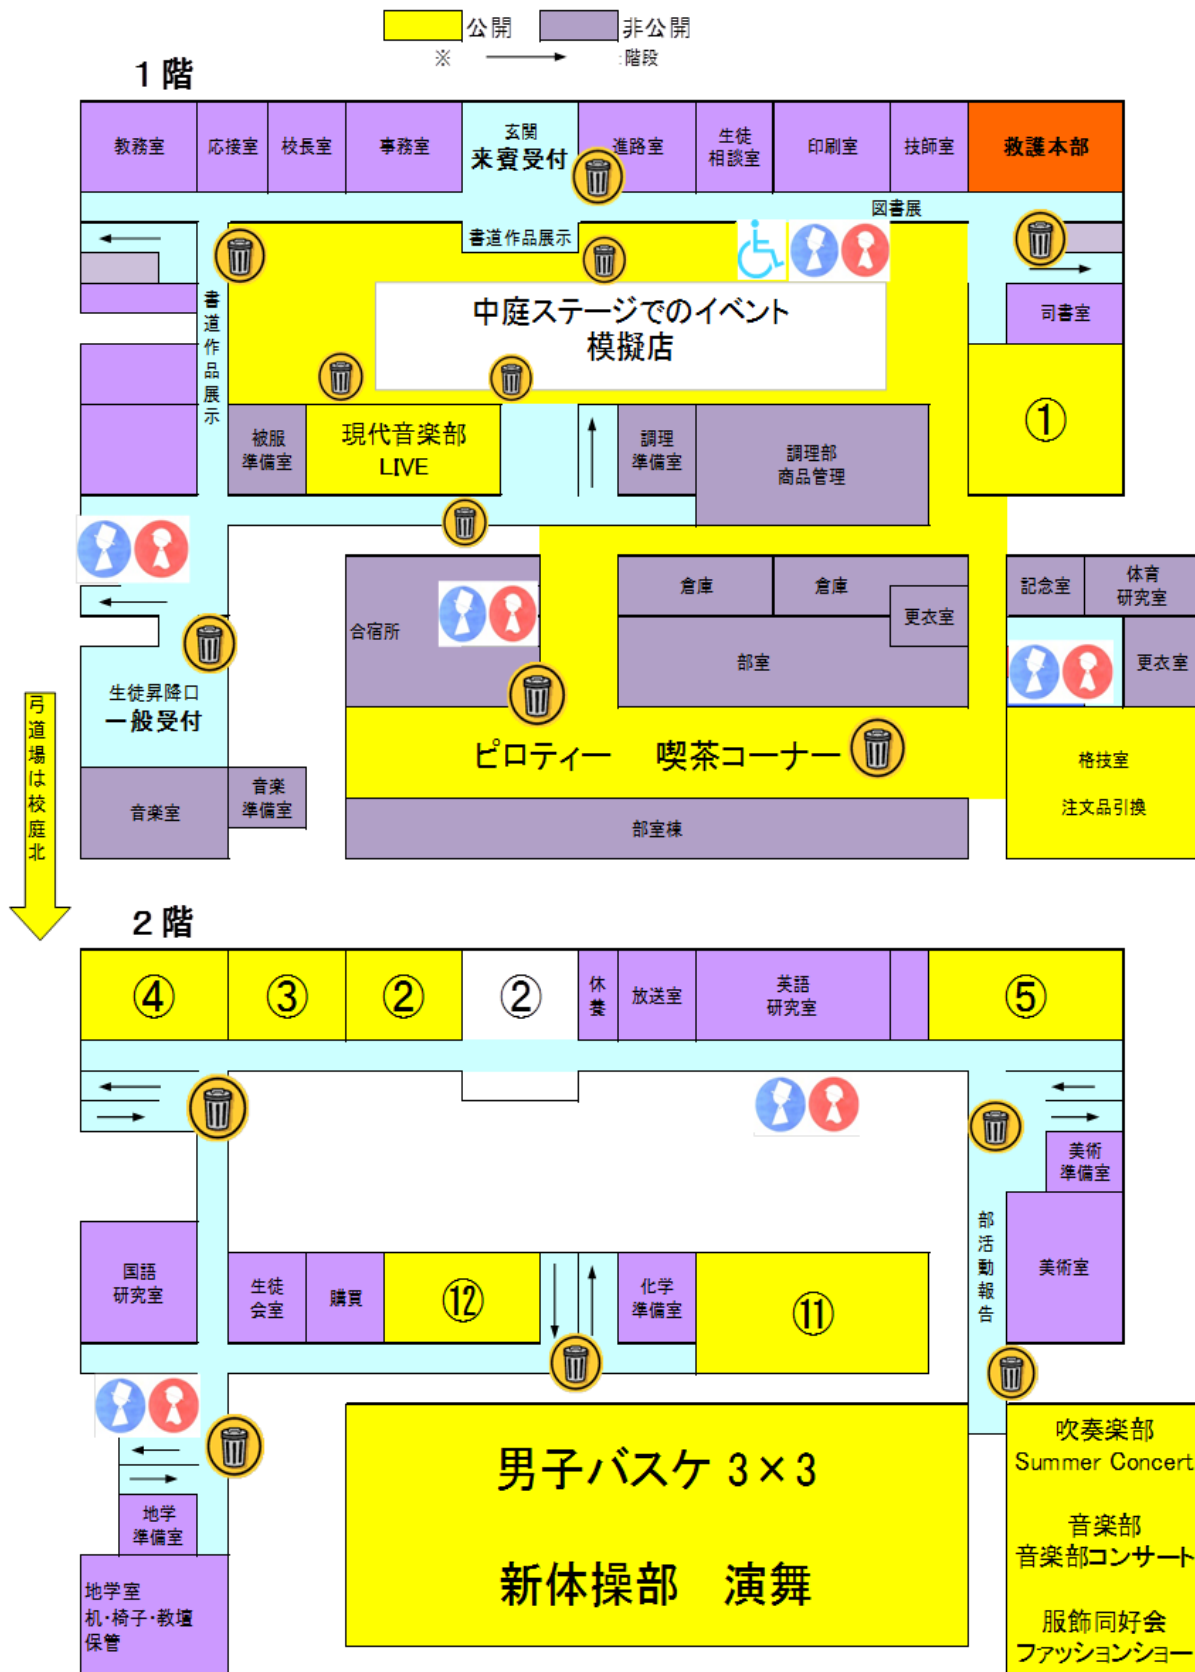 公開
非公開
※
:階段
1階
教務室
応接室
校長室
事務室
玄関
来賓受付
進路室
生徒
相談室
印刷室
技師室
救護本部
図書展
書道作品展示
書道作品展示
中庭ステージでのイベント
模擬店
司書室
①
被服
準備室
現代音楽部
LIVE
調理
準備室
調理部
商品管理
合宿所
倉庫
倉庫
更衣室
部室
記念室
体育
研究室
更衣室
生徒昇降口
一般受付
ピロティー 喫茶コーナー
格技室
注文品引換
音楽室
音楽
準備室
部室棟
弓道場は校庭北
2階
④
③
②
②
休養
放送室
英語
研究室
⑤
美術
準備室
部活動報告
美術室
国語
研究室
生徒
会室
購買
⑫
化学
準備室
⑪
地学
準備室
地学室
机・椅子・教壇
保管
男子バスケ 3×3
新体操部 演舞
吹奏楽部
Summer Concert
音楽部
音楽部コンサート
服飾同好会
ファッションショー